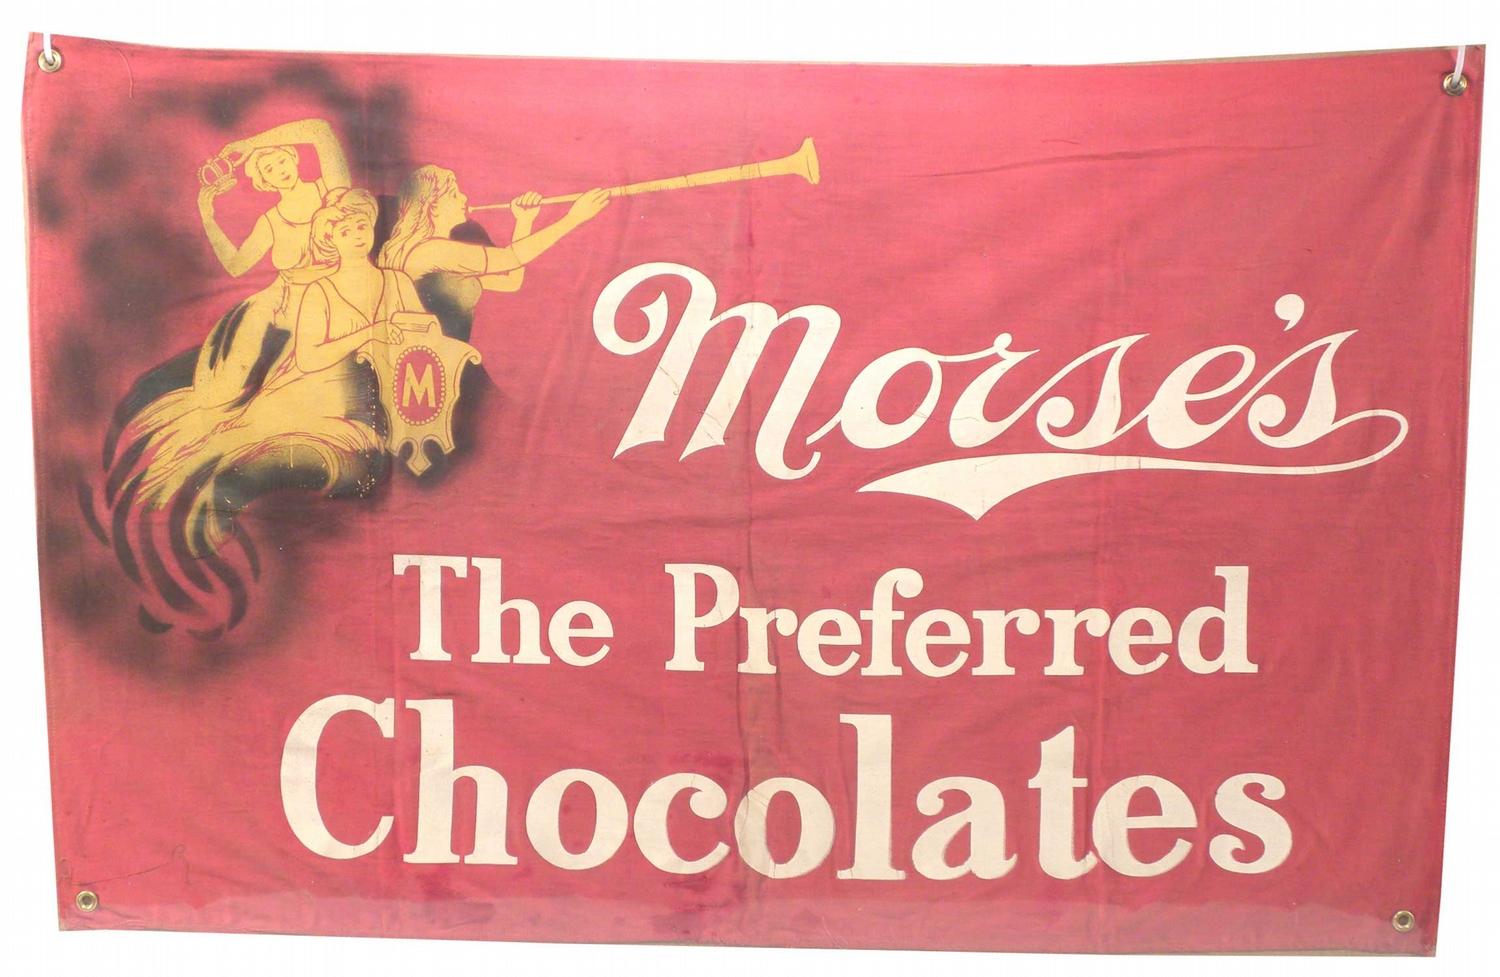 M
Morse's
The Preferred
Chocolates